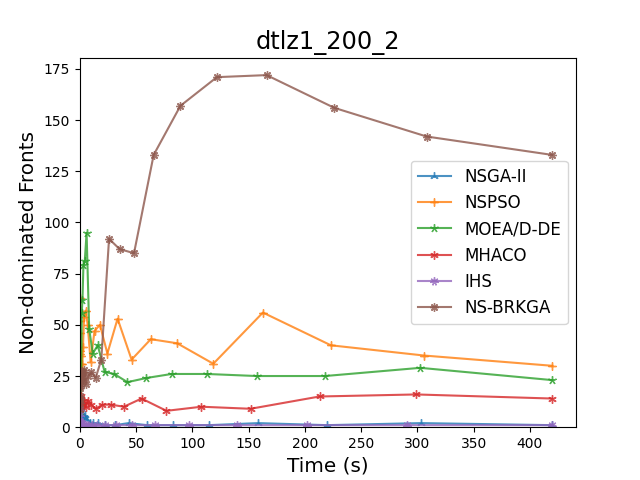 dtlz1_200_2
Non-dominated Fronts
175
150
125
100
75
50
25
0
NSGA-II
NSPSO
MOEA/D-DE
MHACO
IHS
NS-BRKGA
0 50 100 150 200 250 300 350 400
Time (s)